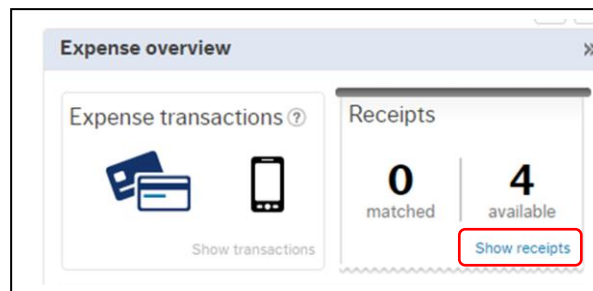 Expense overview
»
Expense transactions ?
Show transactions
Receipts
0
matched
4
available
Show receipts